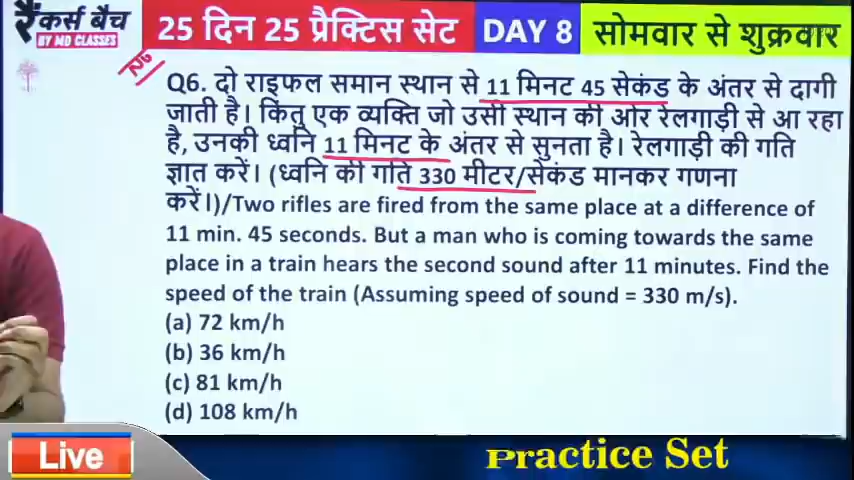 रैंकर्स बैच
BY MD CLASSES
25 दिन 25 प्रैक्टिस सेट
DAY 8
सोमवार से शुक्रवार
Q6. दो राइफल समान स्थान से 11 मिनट 45 सेकंड के अंतर से दागी
जाती है। किंतु एक व्यक्ति जो उसी स्थान की ओर रेलगाड़ी से आ रहा
है, उनकी ध्वनि 11 मिनट के अंतर से सुनता है। रेलगाड़ी की गति
ज्ञात करें। (ध्वनि की गति 330 मीटर/सेकंड मानकर गणना
करें।)/Two rifles are fired from the same place at a difference of
11 min. 45 seconds. But a man who is coming towards the same
place in a train hears the second sound after 11 minutes. Find the
speed of the train (Assuming speed of sound = 330 m/s).
(a) 72 km/h
(b) 36 km/h
(c) 81 km/h
(d) 108 km/h
Live
Practice Set